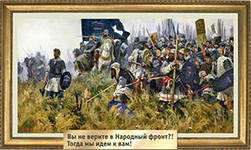 Вы не верите в Народный фронт?!
Тогда мы идем к вам!